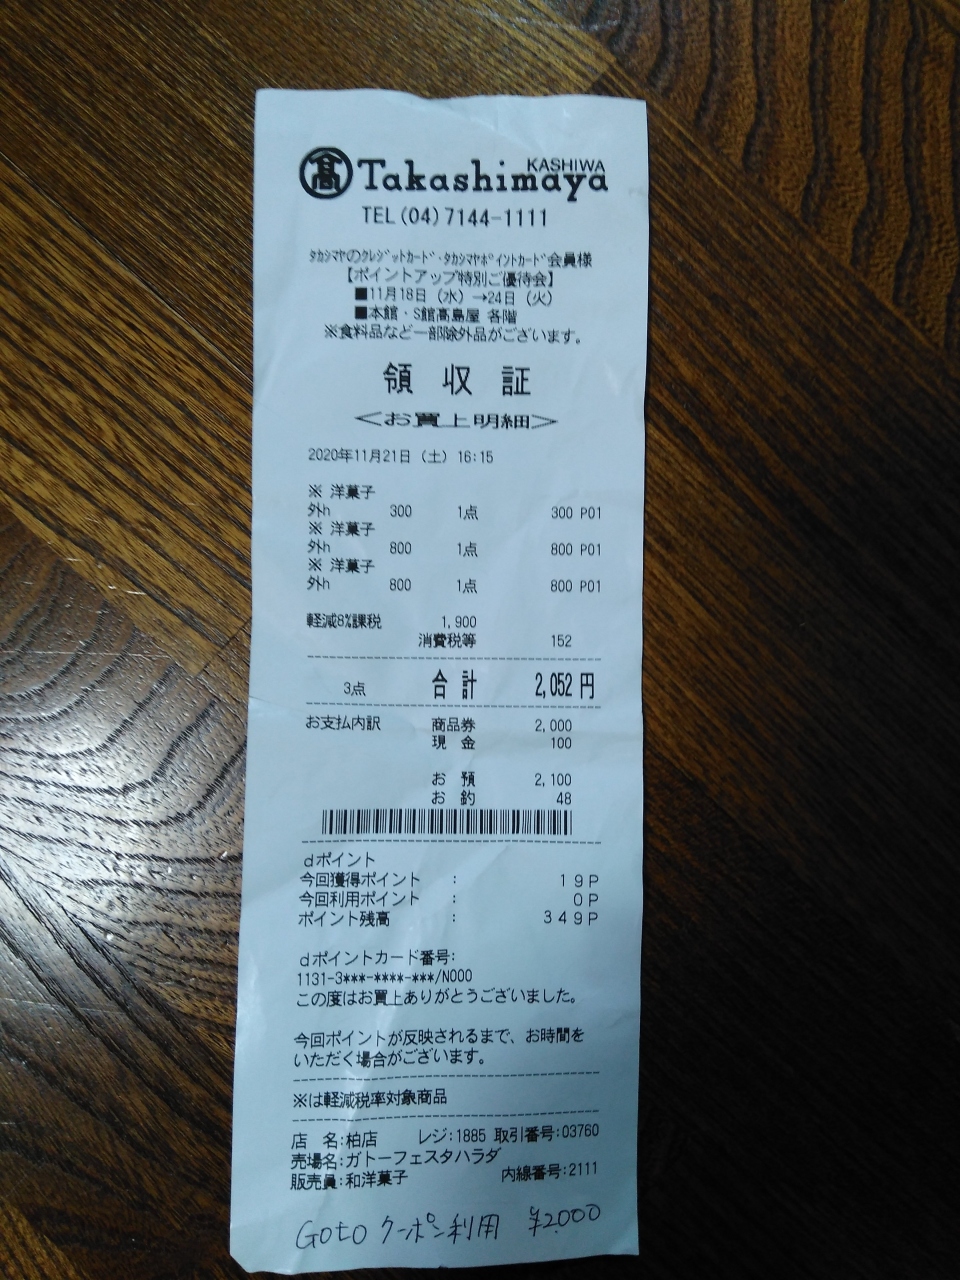 高 Takashimaya KASHIWA
TEL(04)7144-1111
ﾀｶｼﾏﾔのｸﾚｼﾞｯﾄｶｰﾄﾞ･ﾀｶｼﾏﾔﾎﾟｲﾝﾄｶｰﾄﾞ会員様
【ポイントアップ特別ご優待会】
■11月18日（水）→24日（火）
■本館・S館髙島屋 各階
※食料品など一部除外品がございます。
領収証
＜お買上明細＞
2020年11月21日（土）16:15
※ 洋菓子
外h 300 1点 300 P01
※ 洋菓子
外h 800 1点 800 P01
※ 洋菓子
外h 800 1点 800 P01
軽減8%課税 1,900
消費税等 152
3点 合計 2,052円
お支払内訳 商品券 2,000
現金 100
お預 2,100
お釣 48
dポイント
今回獲得ポイント : 19P
今回利用ポイント : 0P
ポイント残高 : 349P
dポイントカード番号:
1131-3***-****-***/N000
この度はお買上ありがとうございました。
今回ポイントが反映されるまで、お時間を
いただく場合がございます。
※は軽減税率対象商品
店 名:柏店 レジ:1885 取引番号:03760
売場名:ガトーフェスタハラダ
販売員:和洋菓子 内線番号:2111
Goto クーポン利用 ¥2,000